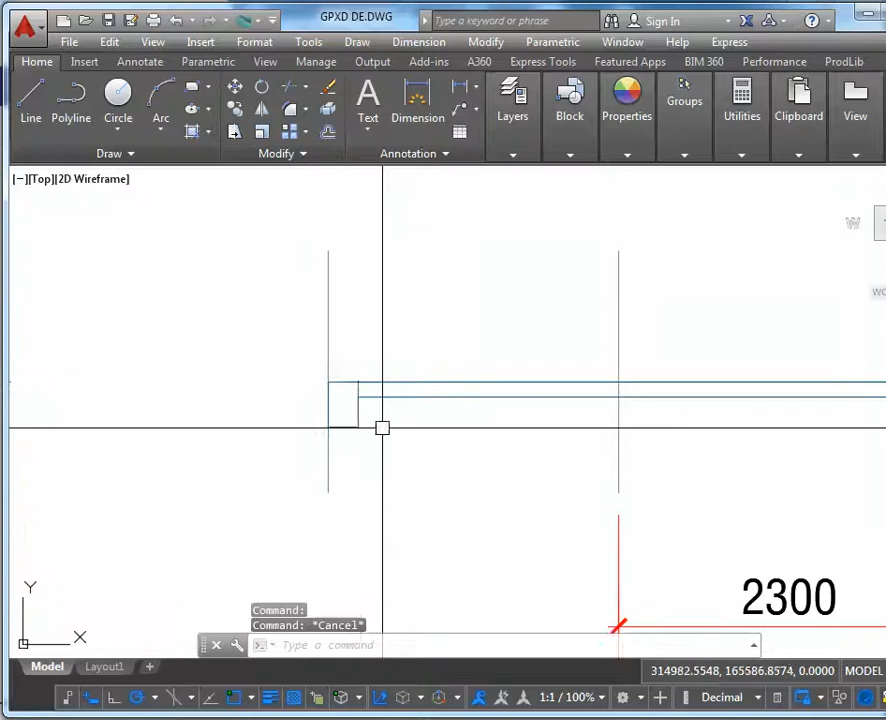 GPXD DE.DWG Type a keyword or phrase Sign In
File Edit View Insert Format Tools Draw Dimension Modify Parametric Window Help Express
Home Insert Annotate Parametric View Manage Output Add-ins A360 Express Tools Featured Apps BIM 360 Performance ProdLib
Line Polyline Circle Arc Text Dimension Layers Block Properties Groups Utilities Clipboard View
Draw Modify Annotation
[−][Top][2D Wireframe]
W
2300
Y
X
Command:
Command: *Cancel*
Type a command
Model Layout1 +
314982.5548, 165586.8574, 0.0000 MODEL
1:1 / 100% Decimal